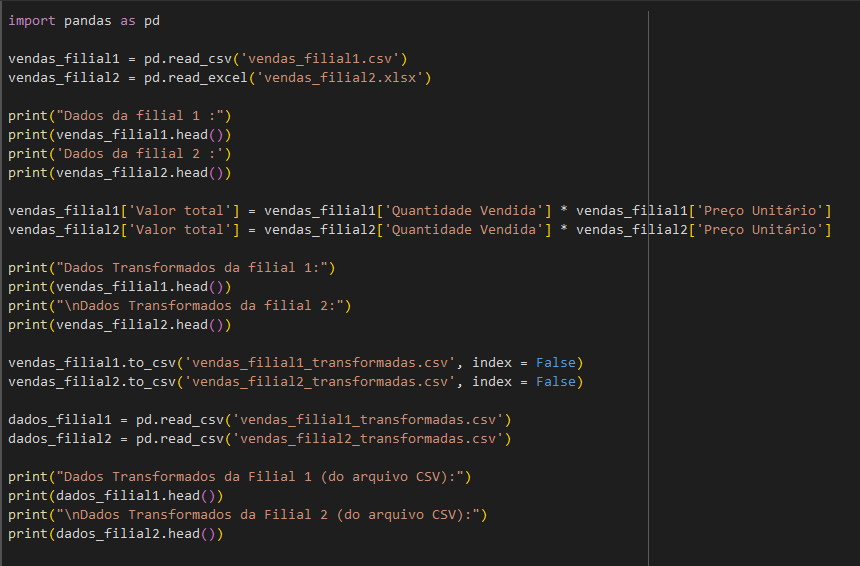 import pandas as pd
vendas_filial1 = pd.read_csv('vendas_filial1.csv')
vendas_filial2 = pd.read_excel('vendas_filial2.xlsx')
print("Dados da filial 1 :")
print(vendas_filial1.head())
print('Dados da filial 2 :')
print(vendas_filial2.head())
vendas_filial1['Valor total'] = vendas_filial1['Quantidade Vendida'] * vendas_filial1['Preço Unitário']
vendas_filial2['Valor total'] = vendas_filial2['Quantidade Vendida'] * vendas_filial2['Preço Unitário']
print("Dados Transformados da filial 1:")
print(vendas_filial1.head())
print("\nDados Transformados da filial 2:")
print(vendas_filial2.head())
vendas_filial1.to_csv('vendas_filial1_transformadas.csv', index = False)
vendas_filial2.to_csv('vendas_filial2_transformadas.csv', index = False)
dados_filial1 = pd.read_csv('vendas_filial1_transformadas.csv')
dados_filial2 = pd.read_csv('vendas_filial2_transformadas.csv')
print("Dados Transformados da Filial 1 (do arquivo CSV):")
print(dados_filial1.head())
print("\nDados Transformados da Filial 2 (do arquivo CSV):")
print(dados_filial2.head())